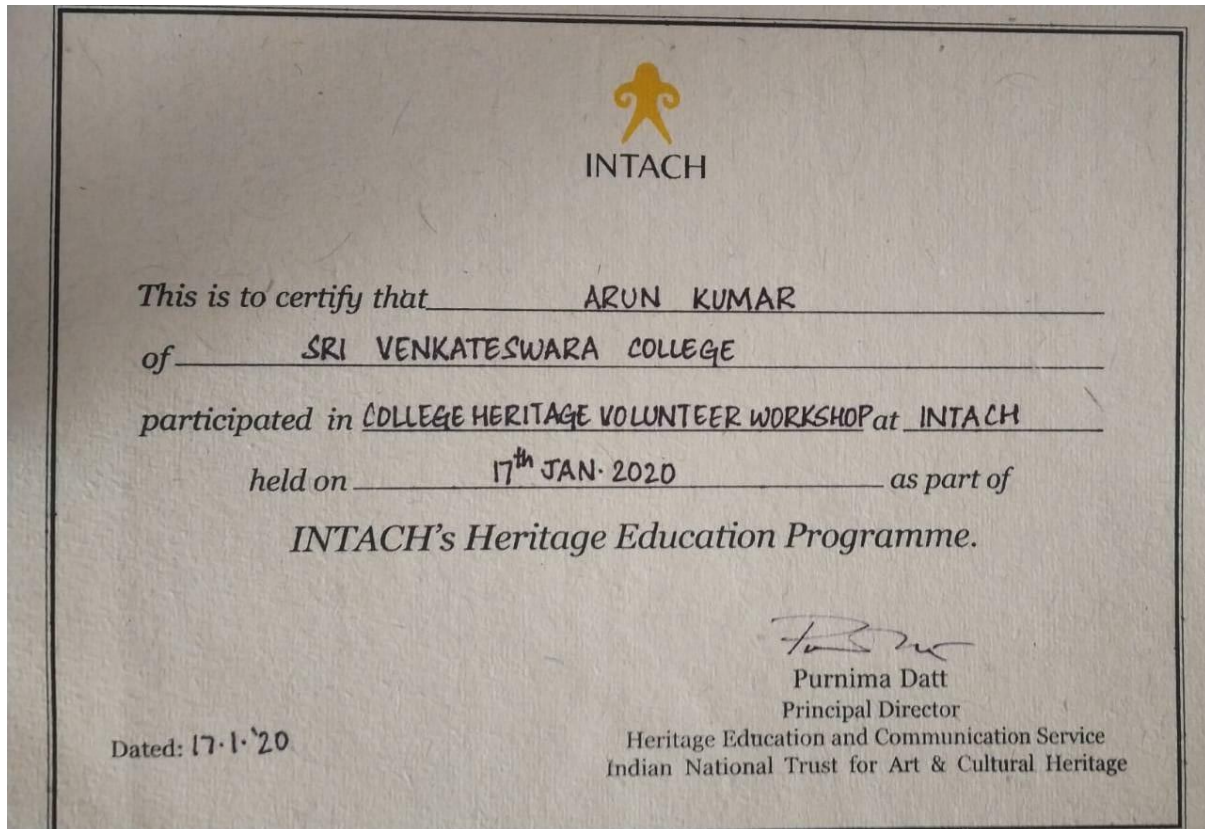 INTACH
This is to certify that ARUN KUMAR
of SRI VENKATESWARA COLLEGE
participated in COLLEGE HERITAGE VOLUNTEER WORKSHOP at INTACH
held on 17th JAN. 2020 as part of
INTACH's Heritage Education Programme.
Purnima Datt
Principal Director
Heritage Education and Communication Service
Indian National Trust for Art & Cultural Heritage
Dated: 17.1.'20